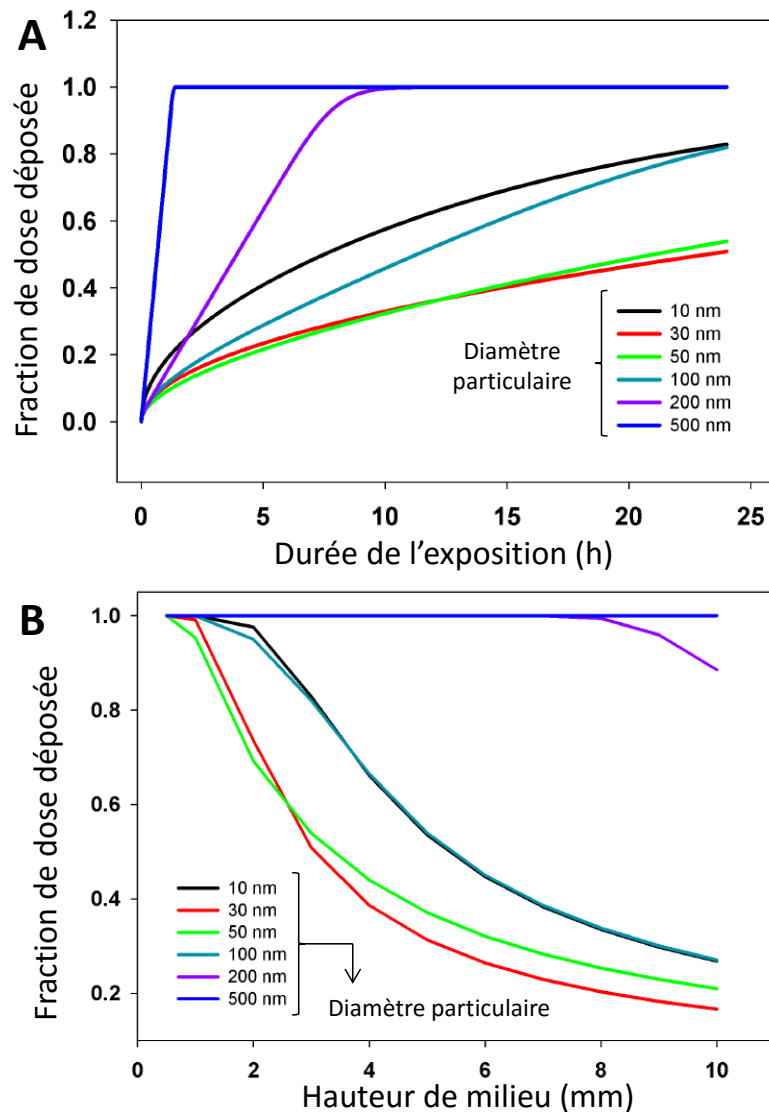 A
Fraction de dose déposée
1.2
1.0
0.8
0.6
0.4
0.2
0.0
Diamètre
particulaire
10 nm
30 nm
50 nm
100 nm
200 nm
500 nm
0 5 10 15 20 25
Durée de l'exposition (h)
B
Fraction de dose déposée
1.0
0.8
0.6
0.4
0.2
10 nm
30 nm
50 nm
100 nm
200 nm
500 nm
Diamètre particulaire
0 2 4 6 8 10
Hauteur de milieu (mm)